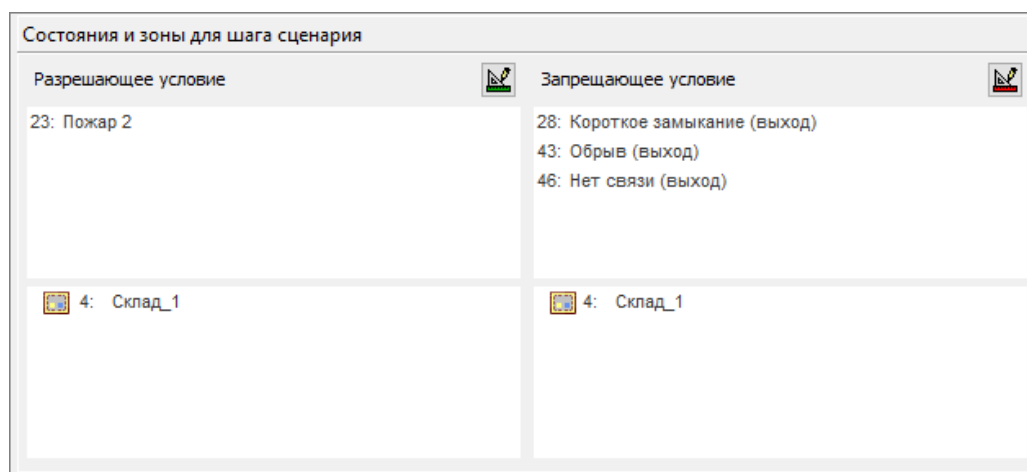 Состояния и зоны для шага сценария
Разрешающее условие
23: Пожар 2
4: Склад_1
Запрещающее условие
28: Короткое замыкание (выход)
43: Обрыв (выход)
46: Нет связи (выход)
4: Склад_1